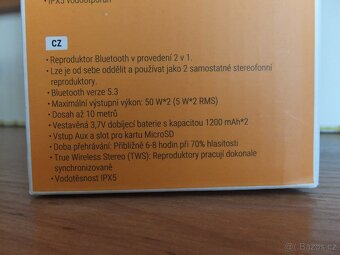 • IPX5 vodoodpurari
CZ
• Reproduktor Bluetooth v provedení 2 v 1.
• Lze je od sebe oddělit a používat jako 2 samostatné stereofonní
reproduktory.
• Bluetooth verze 5.3
• Maximální výstupní výkon: 50 W*2 (5 W*2 RMS)
• Dosah až 10 metrů
• Vestavěná 3,7V dobíjecí baterie s kapacitou 1200 mAh*2
• Vstup Aux a slot pro kartu MicroSD
• Doba přehrávání: Přibližně 6-8 hodin při 70% hlasitosti
• True Wireless Stereo (TWS): Reproduktory pracují dokonale
synchronizovaně
• Vodotěsnost IPX5
Bazos.cz